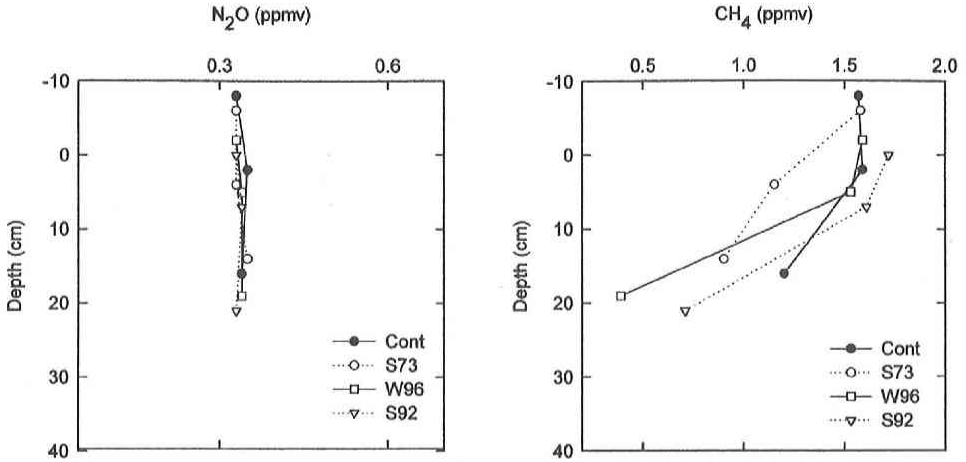 N2O (ppmv)
0.3 0.6
-10
0
10
20
30
40
Depth (cm)
Cont
S73
W96
S92
CH4 (ppmv)
0.5 1.0 1.5 2.0
-10
0
10
20
30
40
Depth (cm)
Cont
S73
W96
S92